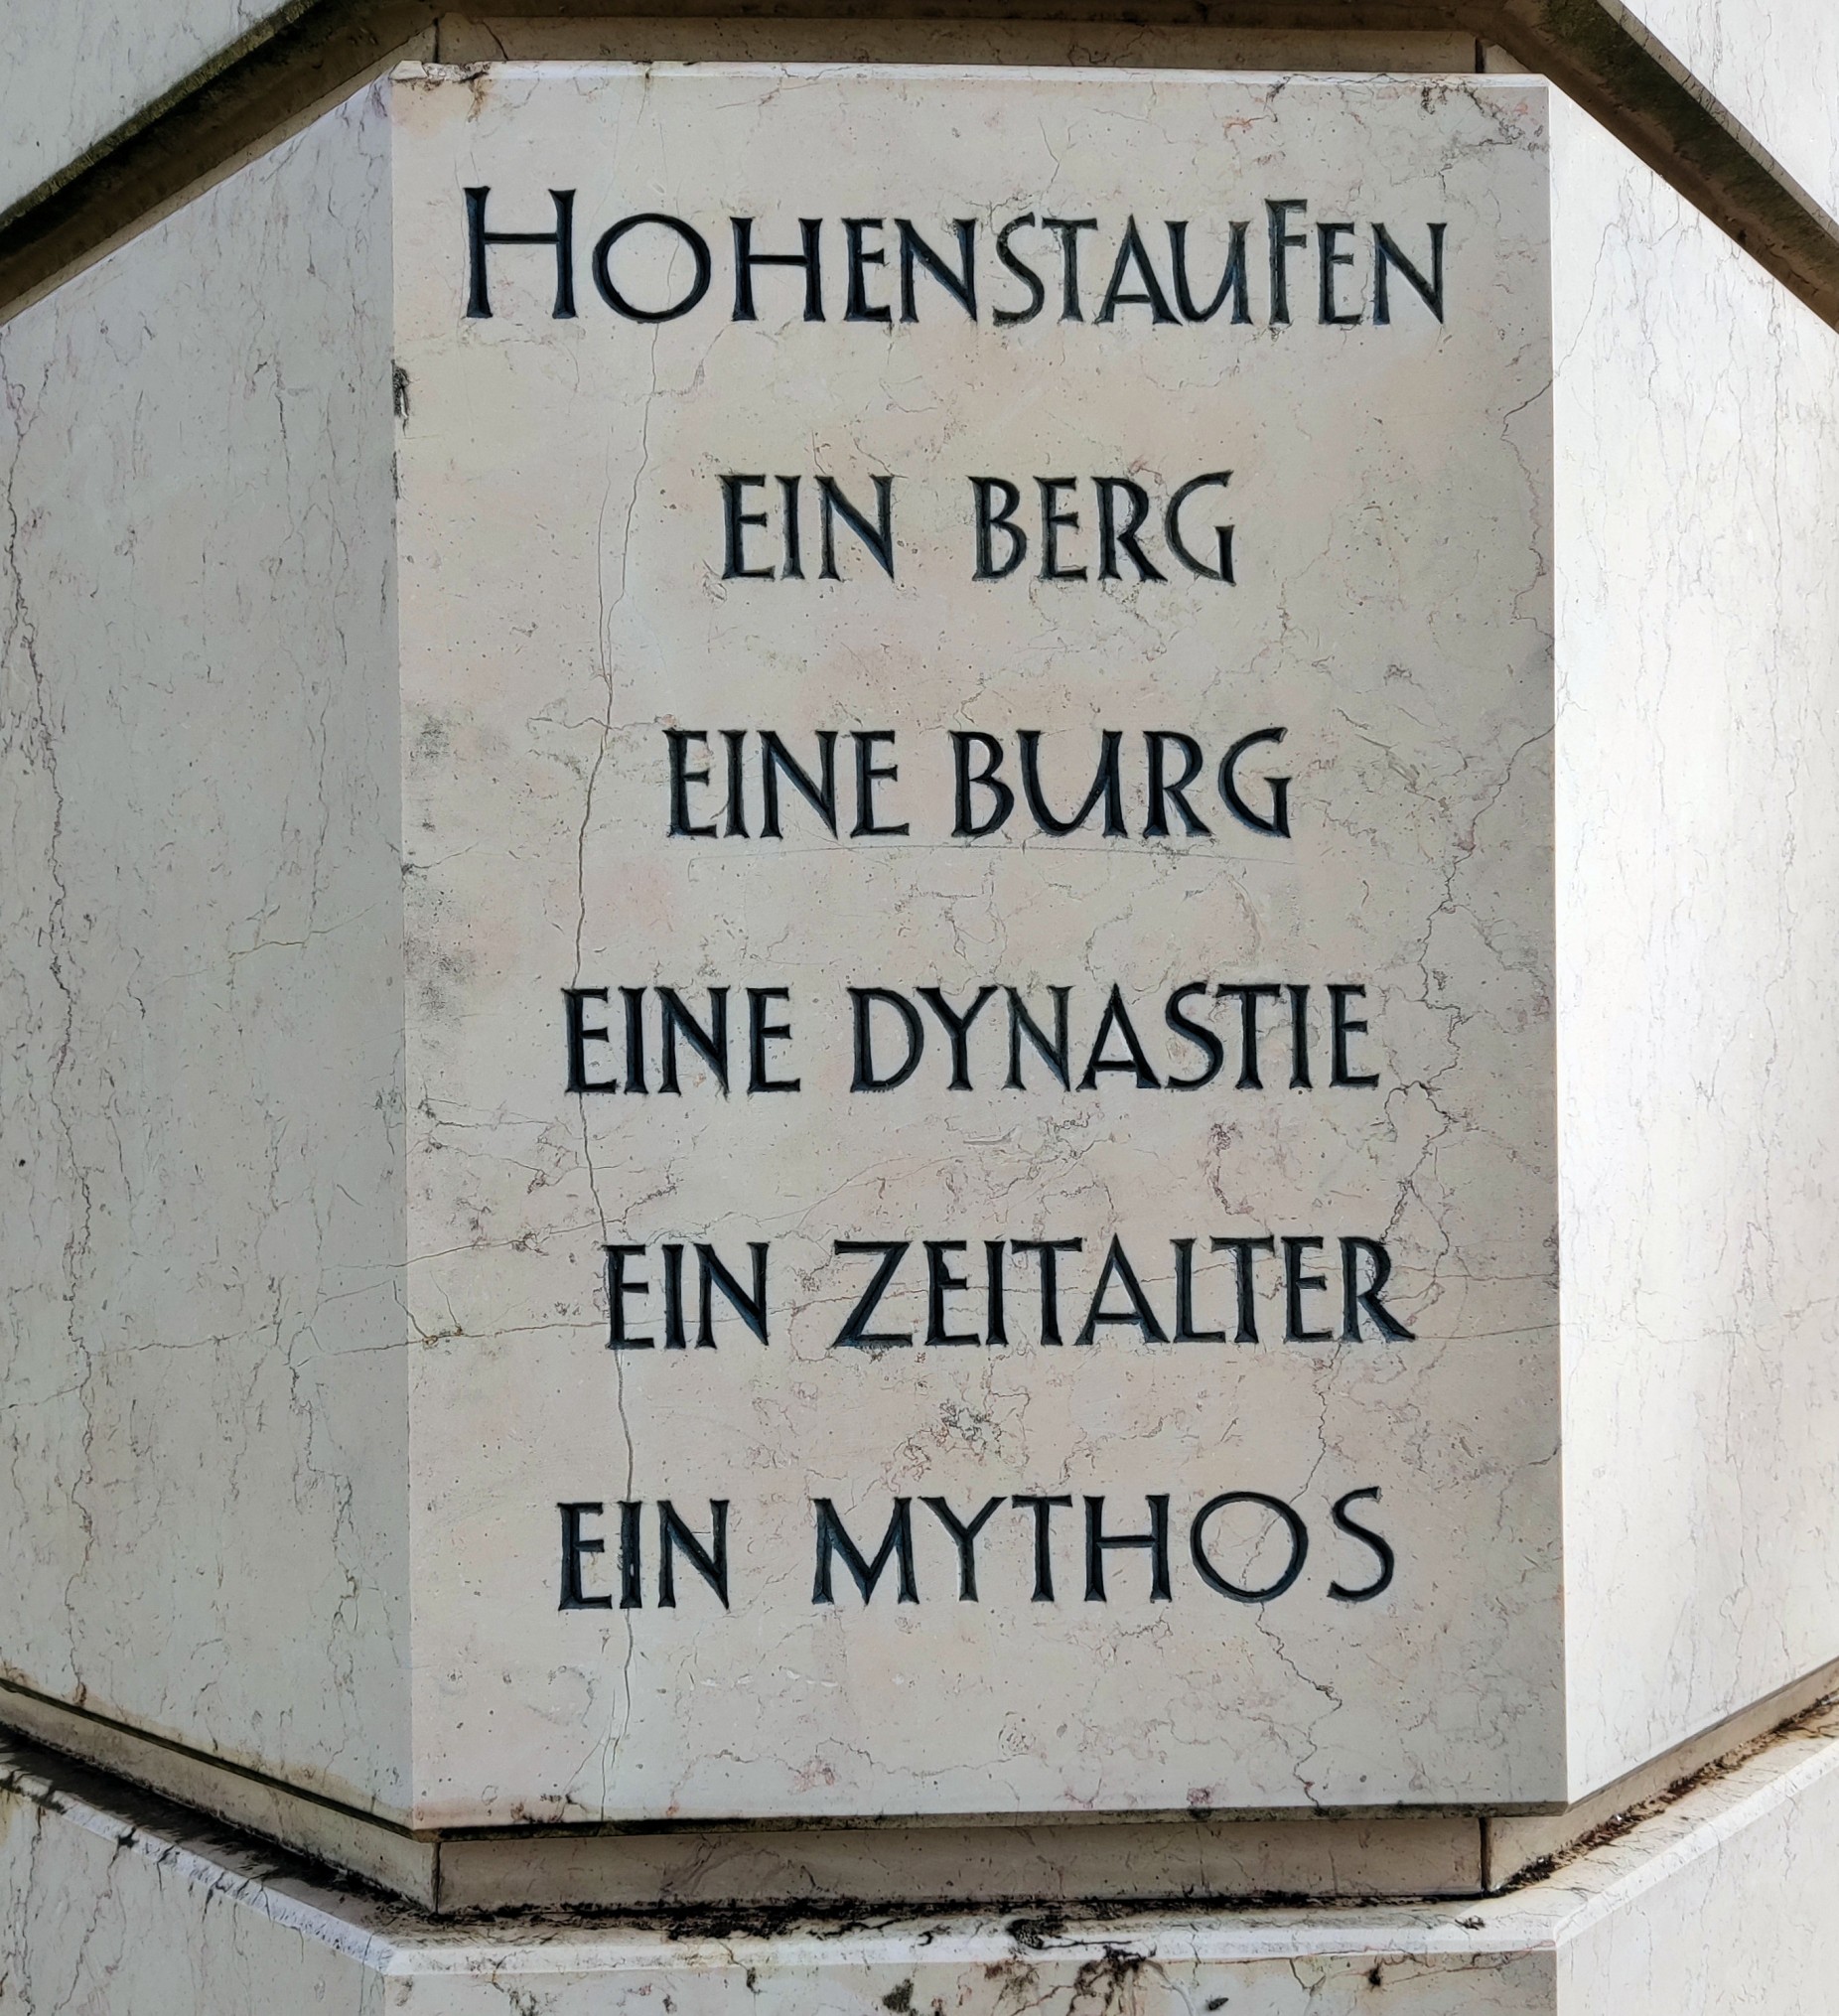 HOHENSTAUFEN
EIN BERG
EINE BURG
EINE DYNASTIE
EIN ZEITALTER
EIN MYTHOS